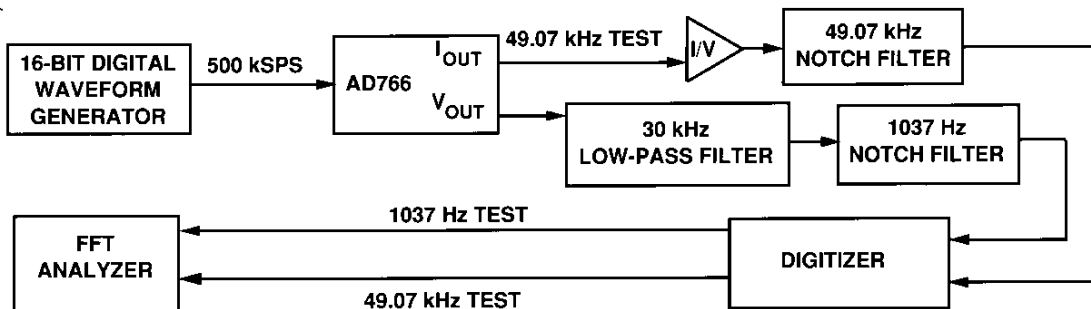 16-BIT DIGITAL
WAVEFORM
GENERATOR
500 kSPS
AD766
IOUT
VOUT
49.07 kHz TEST
I/V
49.07 kHz
NOTCH FILTER
30 kHz
LOW-PASS FILTER
1037 Hz
NOTCH FILTER
DIGITIZER
1037 Hz TEST
49.07 kHz TEST
FFT
ANALYZER